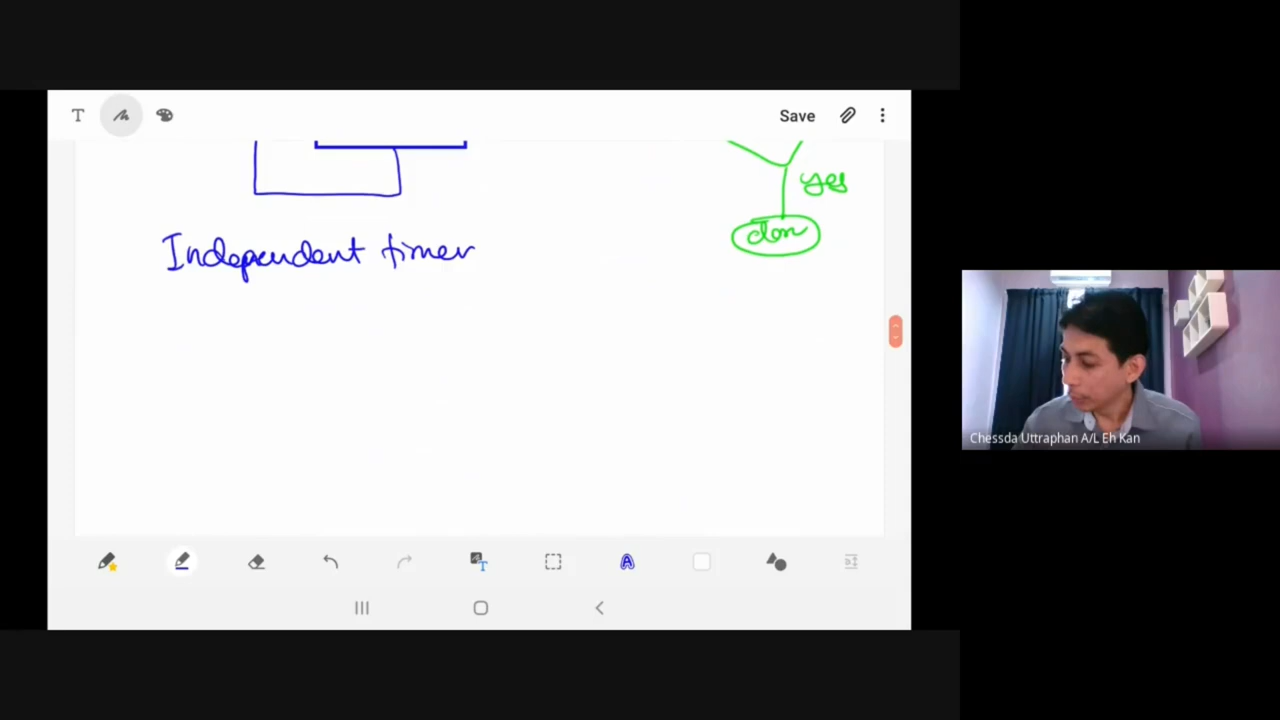 T
Save
yes
don
Independent timer
Chessda Uttraphan A/L Eh Kan
T
A